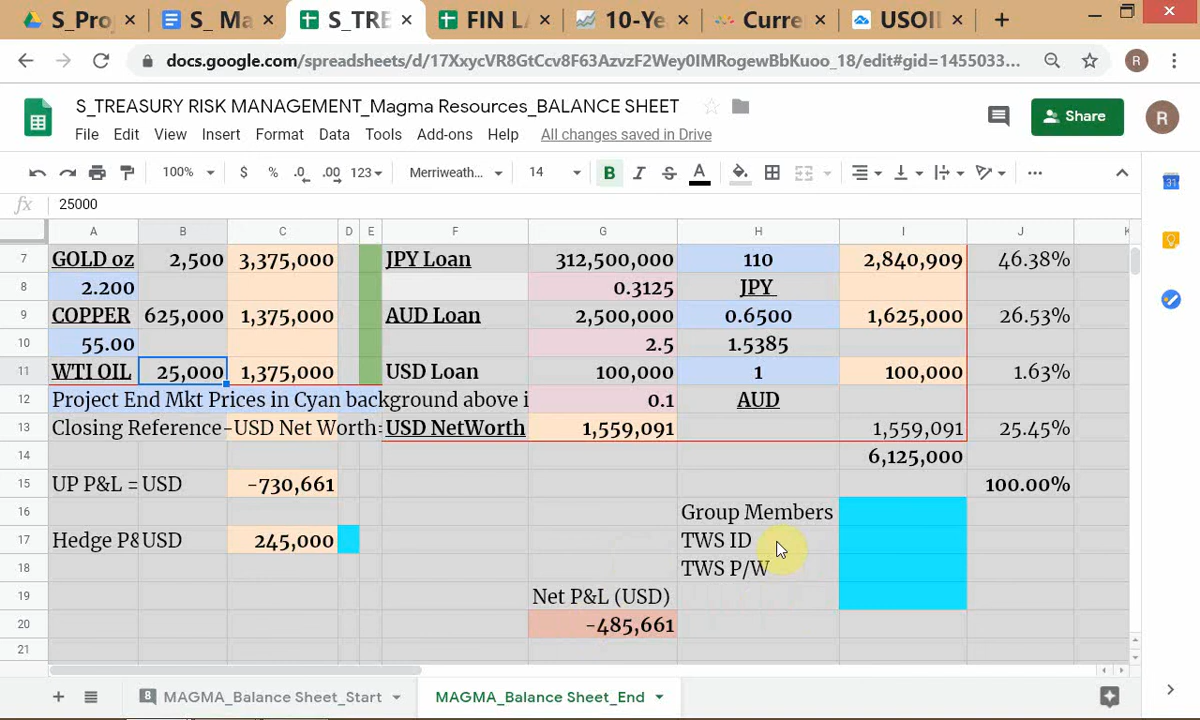 S_Proj
S_ Ma
S_TRE
FIN LA
10-Ye
Curre
USOIL
docs.google.com/spreadsheets/d/17XxycVR8GtCcv8F63AzvzF2Wey0IMRogewBbKuoo_18/edit#gid=1455033...
R
S_TREASURY RISK MANAGEMENT_Magma Resources_BALANCE SHEET
File Edit View Insert Format Data Tools Add-ons Help All changes saved in Drive
Share
R
100% $ % .0 .00 123 Merriweath... 14 B I S A
fx 25000
A B C D E F G H I J K
7 GOLD oz 2,500 3,375,000 JPY Loan 312,500,000 110 2,840,909 46.38%
8 2.200 0.3125 JPY
9 COPPER 625,000 1,375,000 AUD Loan 2,500,000 0.6500 1,625,000 26.53%
10 55.00 2.5 1.5385
11 WTI OIL 25,000 1,375,000 USD Loan 100,000 1 100,000 1.63%
12 Project End Mkt Prices in Cyan background above i 0.1 AUD
13 Closing Reference-USD Net Worth= USD NetWorth 1,559,091 1,559,091 25.45%
14 6,125,000
15 UP P&L = USD -730,661 100.00%
16 Group Members
17 Hedge P& USD 245,000 TWS ID
18 TWS P/W
19 Net P&L (USD)
20 -485,661
21
8 MAGMA_Balance Sheet_Start MAGMA_Balance Sheet_End
31